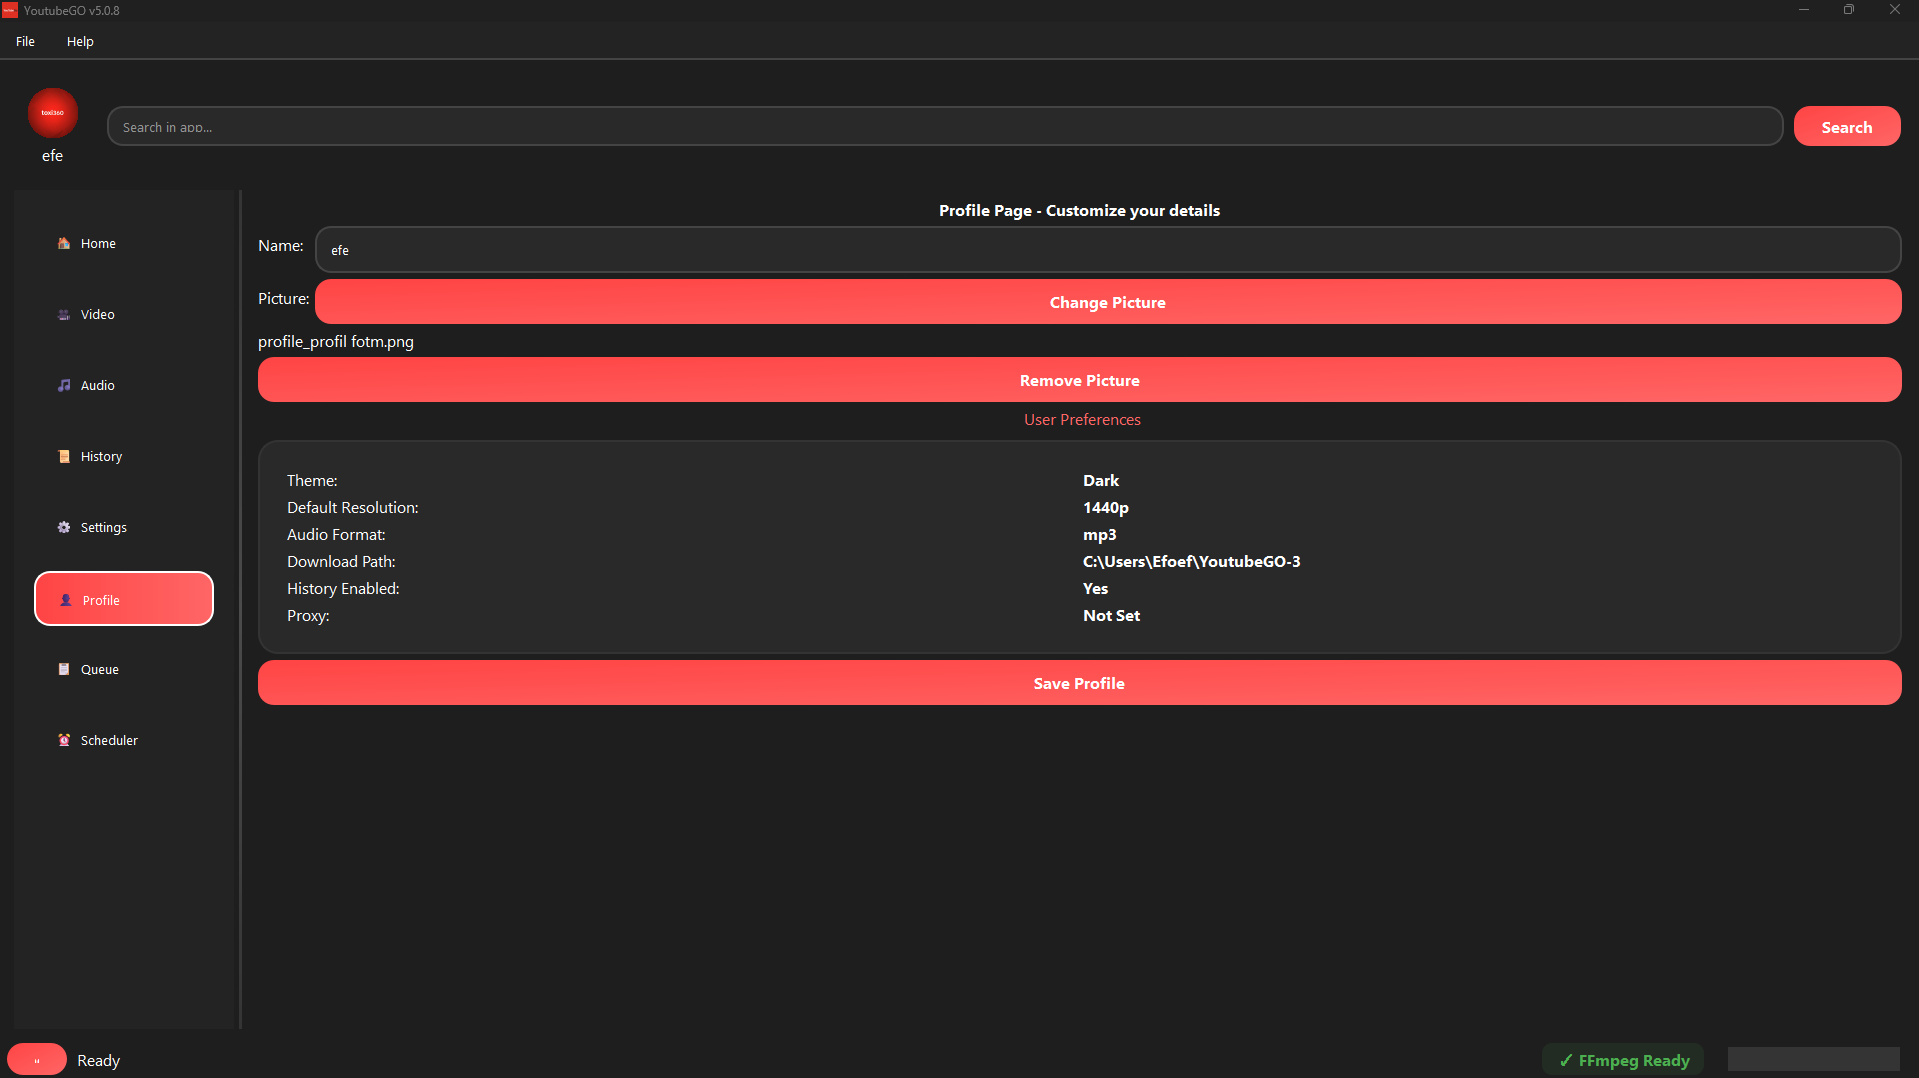 YoutubeGO v5.0.8
File Help
toxi360
efe
Search in app...
Search
Home
Video
Audio
History
Settings
Profile
Queue
Scheduler
Profile Page - Customize your details
Name: efe
Picture: Change Picture
profile_profil fotm.png
Remove Picture
User Preferences
Theme: Dark
Default Resolution: 1440p
Audio Format: mp3
Download Path: C:\Users\Efoef\YoutubeGO-3
History Enabled: Yes
Proxy: Not Set
Save Profile
Ready
✓ FFmpeg Ready